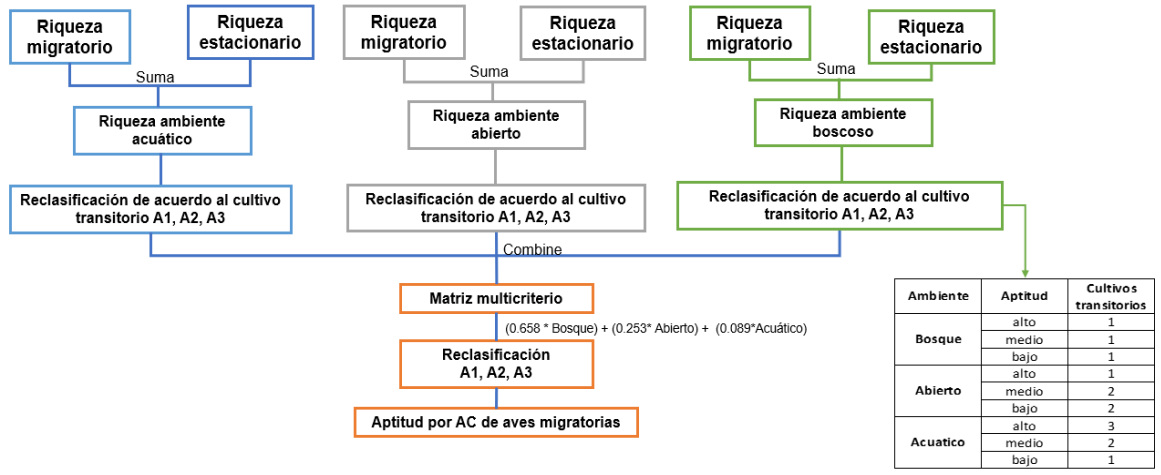 Riqueza
migratorio
Riqueza
estacionario
Suma
Riqueza ambiente
acuático
Reclasificación de acuerdo al cultivo
transitorio A1, A2, A3
Riqueza
migratorio
Riqueza
estacionario
Suma
Riqueza ambiente
abierto
Reclasificación de acuerdo al cultivo
transitorio A1, A2, A3
Riqueza
migratorio
Riqueza
estacionario
Suma
Riqueza ambiente
boscoso
Reclasificación de acuerdo al cultivo
transitorio A1, A2, A3
Combine
Matriz multicriterio
(0.658 * Bosque) + (0.253* Abierto) + (0.089*Acuático)
Reclasificación
A1, A2, A3
Aptitud por AC de aves migratorias
Ambiente Aptitud Cultivos transitorios
Bosque alto 1
medio 1
bajo 1
Abierto alto 1
medio 2
bajo 2
Acuatico alto 3
medio 2
bajo 1